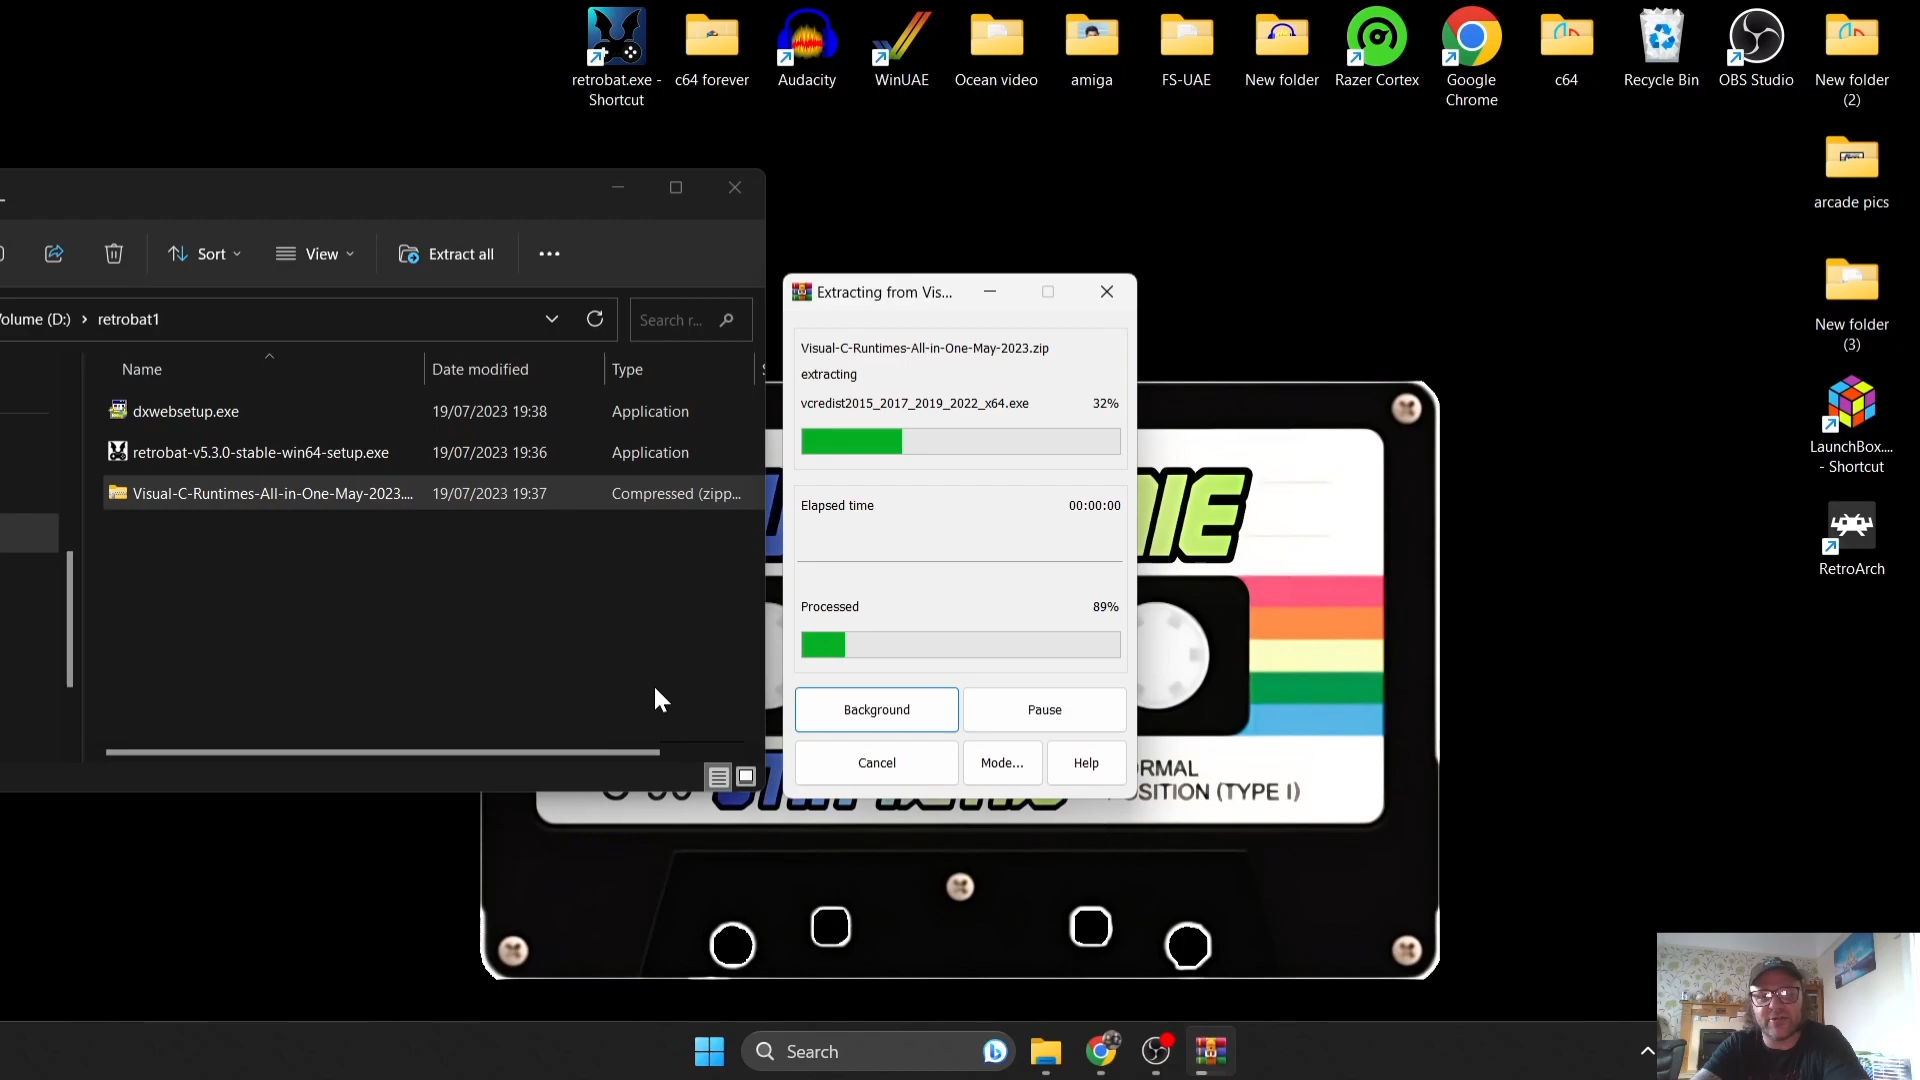 retrobat.exe -
Shortcut
c64 forever
Audacity
WinUAE
Ocean video
amiga
FS-UAE
New folder
Razer Cortex
Google
Chrome
c64
Recycle Bin
OBS Studio
New folder
(2)
arcade pics
New folder
(3)
LaunchBox....
- Shortcut
RetroArch
Sort
View
Extract all
olume (D:) > retrobat1
Search r...
Name
Date modified
Type
dxwebsetup.exe
19/07/2023 19:38
Application
retrobat-v5.3.0-stable-win64-setup.exe
19/07/2023 19:36
Application
Visual-C-Runtimes-All-in-One-May-2023....
19/07/2023 19:37
Compressed (zipp...
Extracting from Vis...
Visual-C-Runtimes-All-in-One-May-2023.zip
extracting
vcredist2015_2017_2019_2022_x64.exe 32%
Elapsed time 00:00:00
Processed 89%
Background
Pause
Cancel
Mode...
Help
RMAL
OSITION (TYPE I)
Search